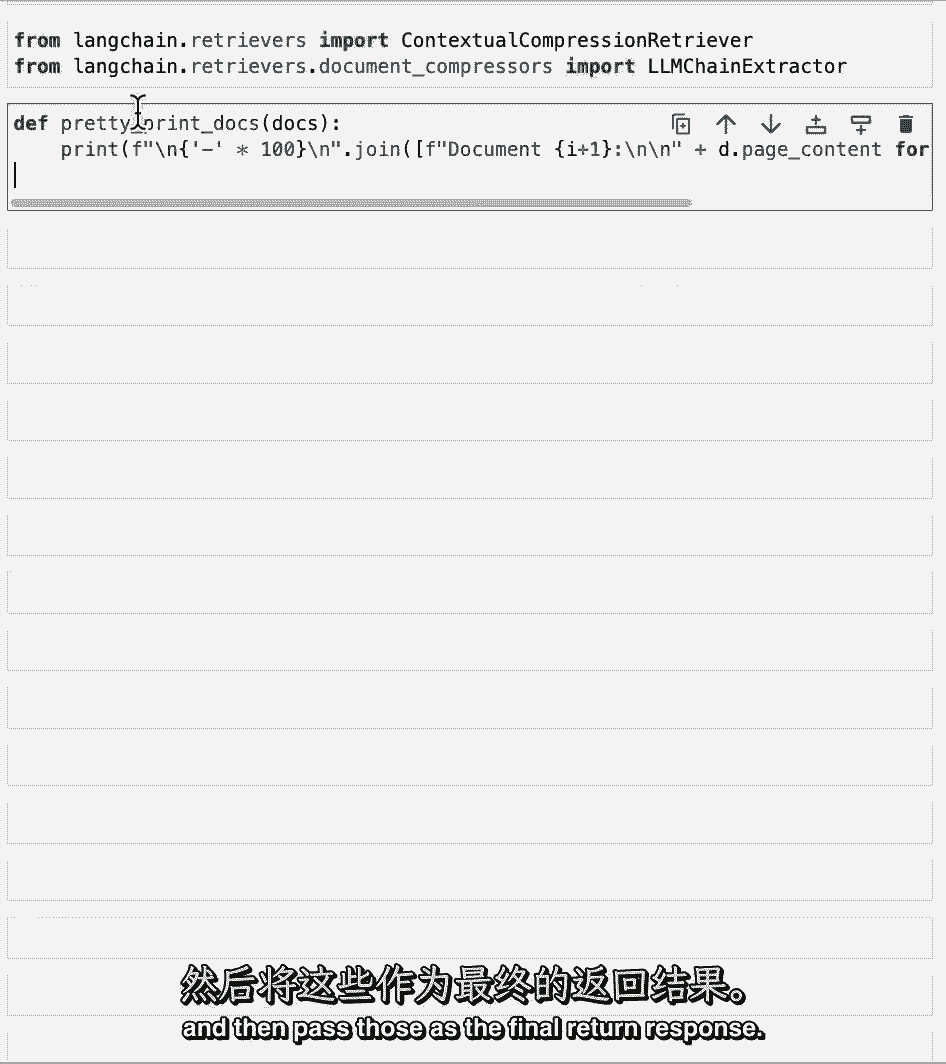 from langchain.retrievers import ContextualCompressionRetriever
from langchain.retrievers.document_compressors import LLMChainExtractor
def pretty_print_docs(docs):
    print(f"\n{'-' * 100}\n".join([f"Document {i+1}:\n\n" + d.page_content for
然后将这些作为最终的返回结果。
and then pass those as the final return response.